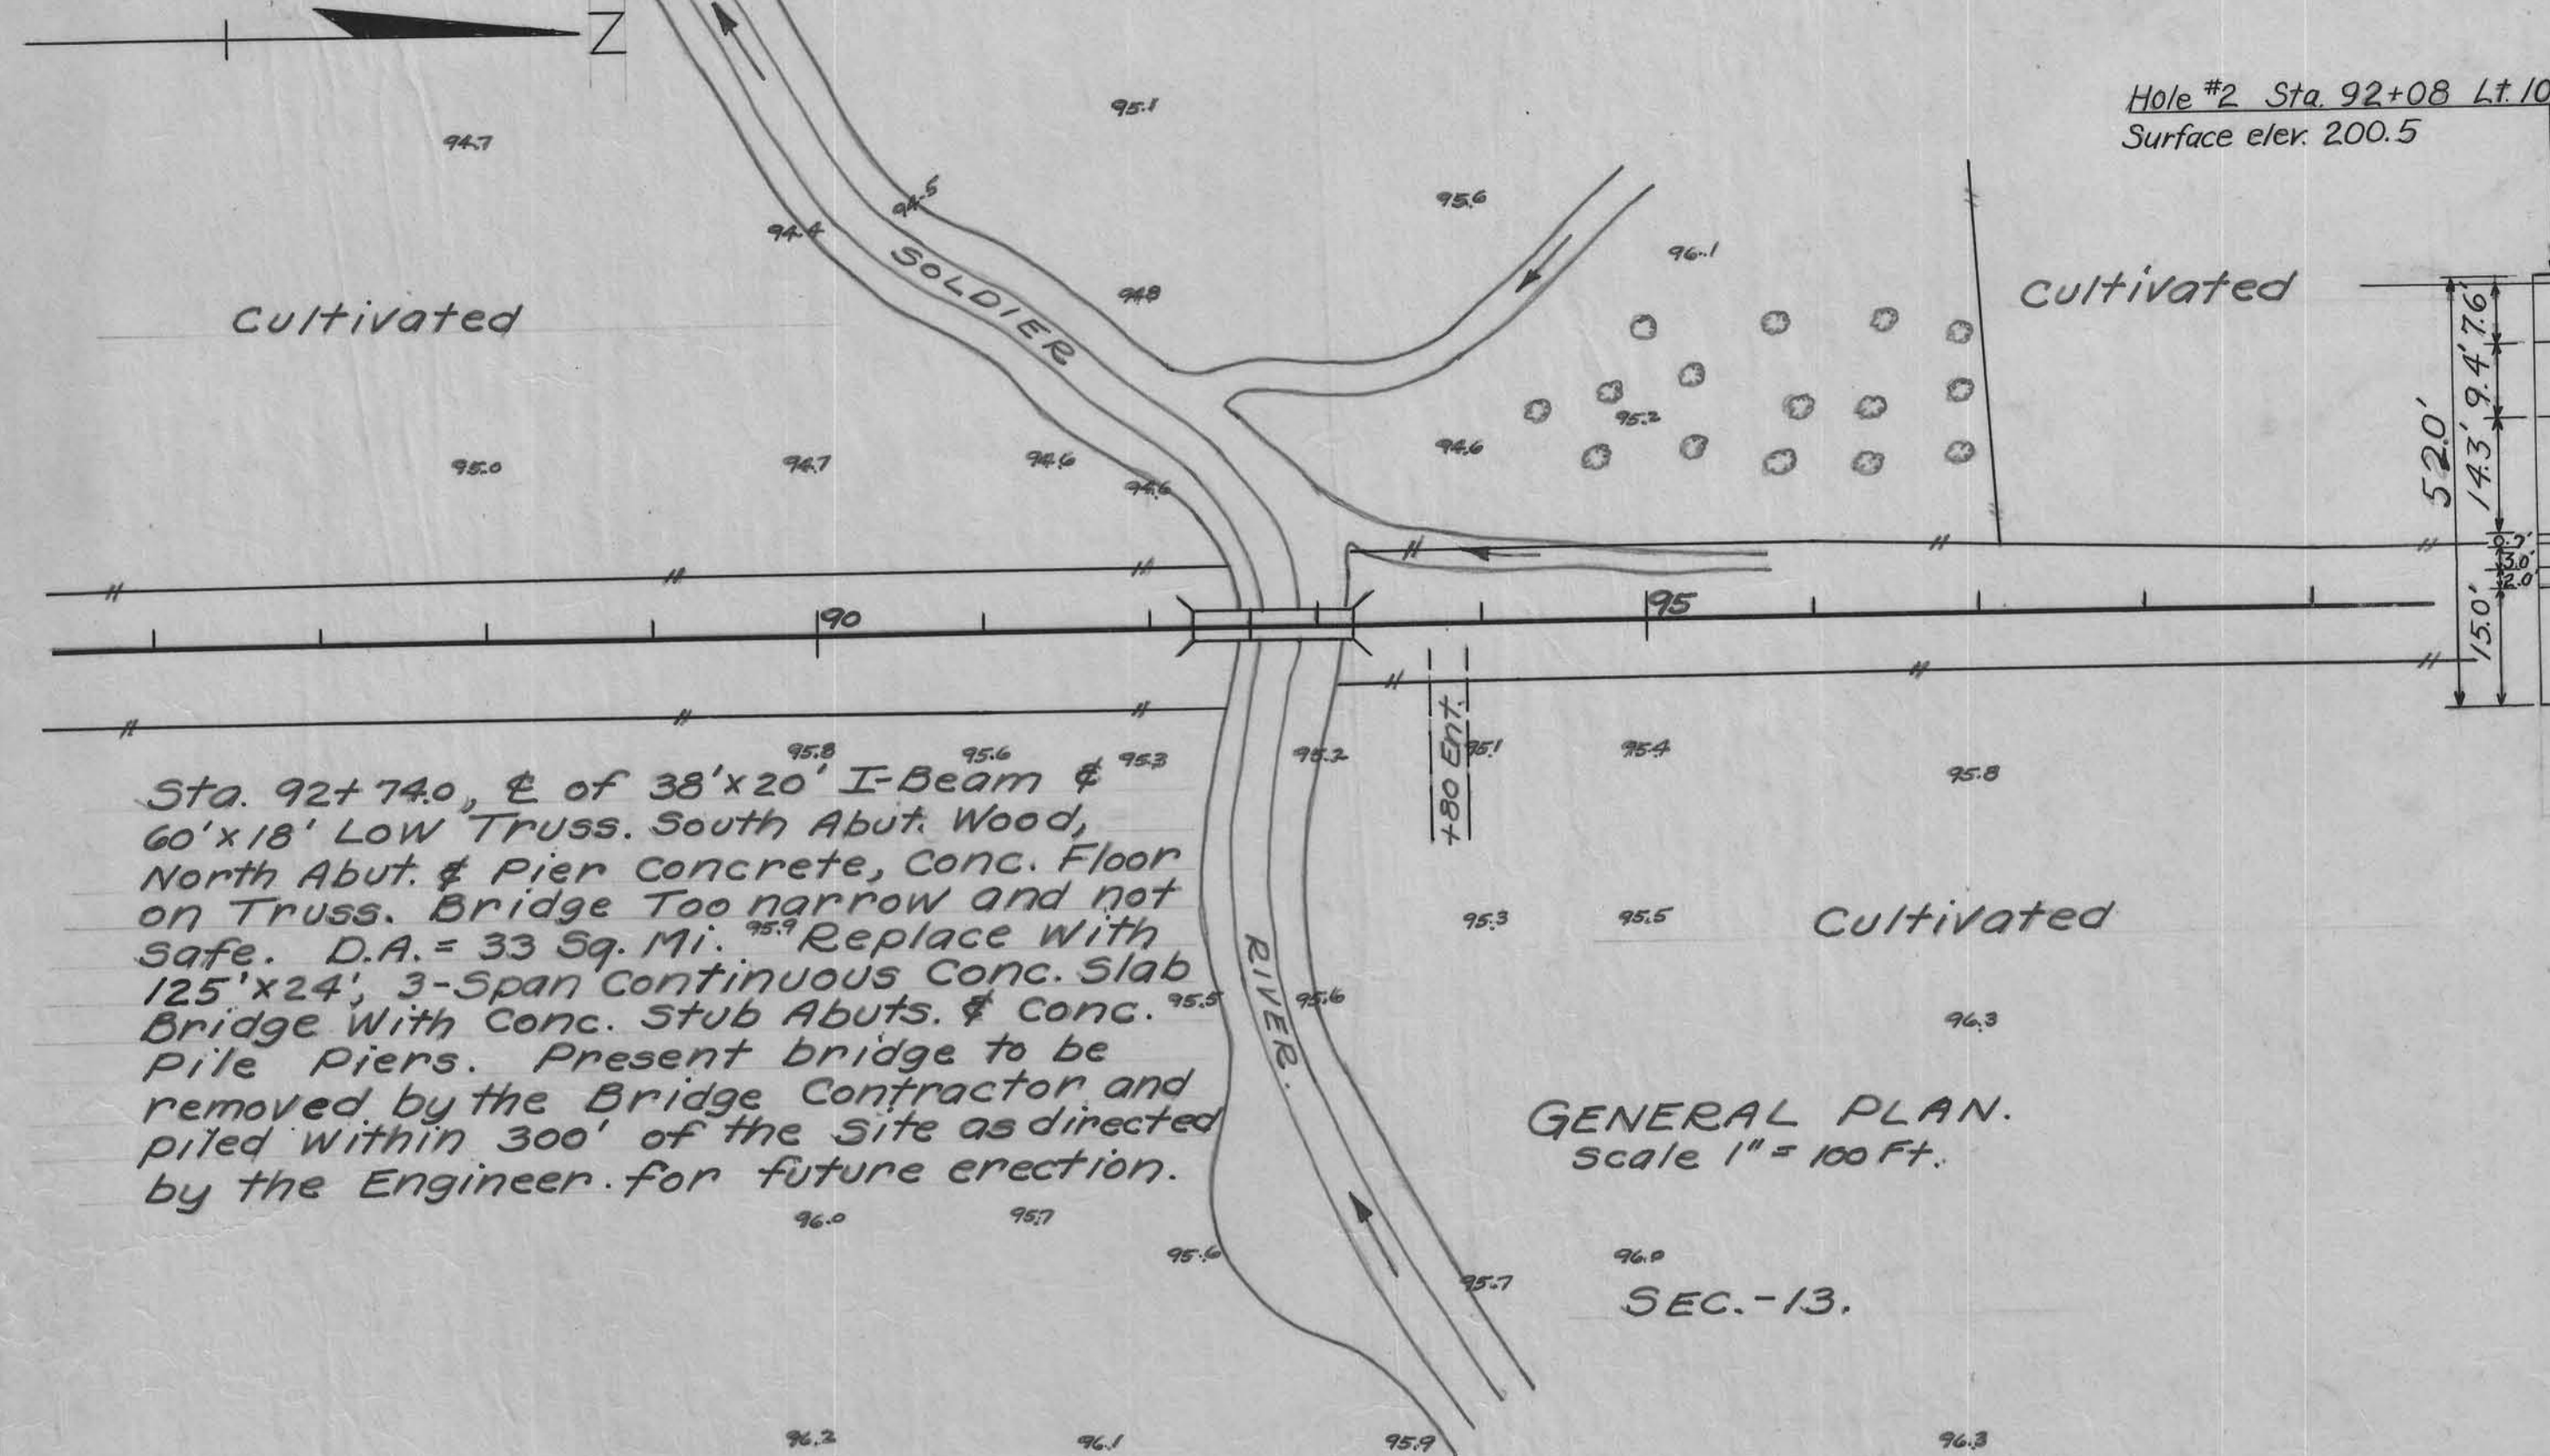 N
Hole #2 Sta. 92+08 Lt. 10
Surface elev. 200.5
95.1
94.7
94.5
94.4
95.6
96.1
94.8
SOLDIER
Cultivated
Cultivated
95.2
95.0
94.7
94.6
94.6
94.6
52.0'
7.6'
9.4'
14.3'
3.0'
2.0'
15.0'
90
95
+80 Ent.
95.8
95.6
95.3
95.2
95.1
95.4
95.8
Sta. 92+74.0, ℄ of 38'x20' I-Beam &
60'x18' Low Truss. South Abut. Wood,
North Abut. & Pier Concrete, Conc. Floor
on Truss. Bridge Too narrow and not
safe. D.A. = 33 Sq. Mi. Replace with
125'x24', 3-Span Continuous Conc. Slab
Bridge With Conc. Stub Abuts. & Conc.
Pile Piers. Present bridge to be
removed by the Bridge Contractor and
piled within 300' of the site as directed
by the Engineer. for future erection.
95.9
95.3
95.5
Cultivated
95.5
95.6
RIVER.
96.3
GENERAL PLAN.
Scale 1" = 100 Ft.
96.0
95.7
95.6
95.7
96.0
SEC.-13.
96.2
96.1
95.9
96.3